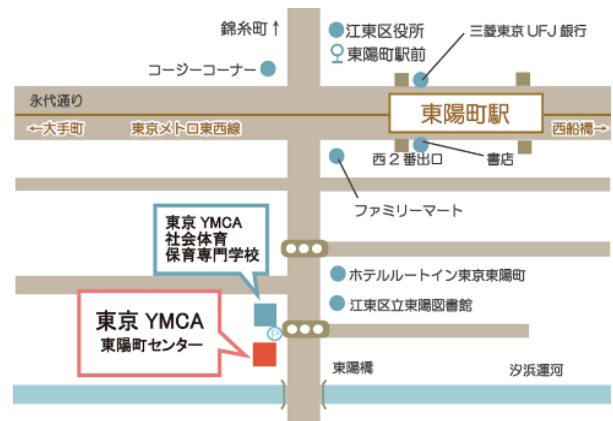 錦糸町↑
江東区役所
東陽町駅前
三菱東京UFJ銀行
コージーコーナー
永代通り
東陽町駅
←大手町
東京メトロ東西線
西船橋→
西2番出口
書店
ファミリーマート
東京 YMCA
社会体育
保育専門学校
ホテルルートイン東京東陽町
江東区立東陽図書館
東京 YMCA
東陽町センター
P
東陽橋
汐浜運河